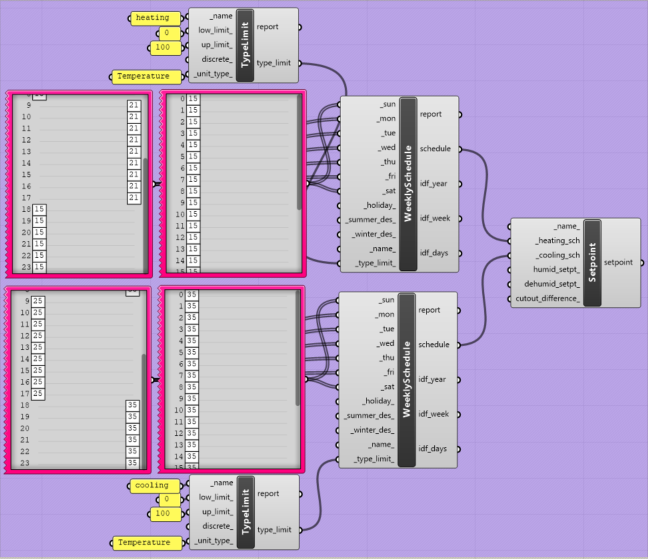 heating
0
100
Temperature
_name
low_limit_
up_limit_
discrete_
_unit_type_
TypeLimit
report
type_limit
9 21
10 21
11 21
12 21
13 21
14 21
15 21
16 21
17 21
18 15
19 15
20 15
21 15
22 15
23 15
0 15
1 15
2 15
3 15
4 15
5 15
6 15
7 15
8 15
9 15
10 15
11 15
12 15
13 15
14 15
_sun
_mon
_tue
_wed
_thu
_fri
_sat
_holiday_
_summer_des_
_winter_des_
_name_
_type_limit_
WeeklySchedule
report
schedule
idf_year
idf_week
idf_days
_name_
_heating_sch
_cooling_sch
humid_setpt_
dehumid_setpt_
cutout_difference_
Setpoint
setpoint
9 25
10 25
11 25
12 25
13 25
14 25
15 25
16 25
17 25
18 35
19 35
20 35
21 35
22 35
23 35
0 35
1 35
2 35
3 35
4 35
5 35
6 35
7 35
8 35
9 35
10 35
11 35
12 35
13 35
14 35
_sun
_mon
_tue
_wed
_thu
_fri
_sat
_holiday_
_summer_des_
_winter_des_
_name_
_type_limit_
WeeklySchedule
report
schedule
idf_year
idf_week
idf_days
cooling
0
100
Temperature
_name
low_limit_
up_limit_
discrete_
_unit_type_
TypeLimit
report
type_limit